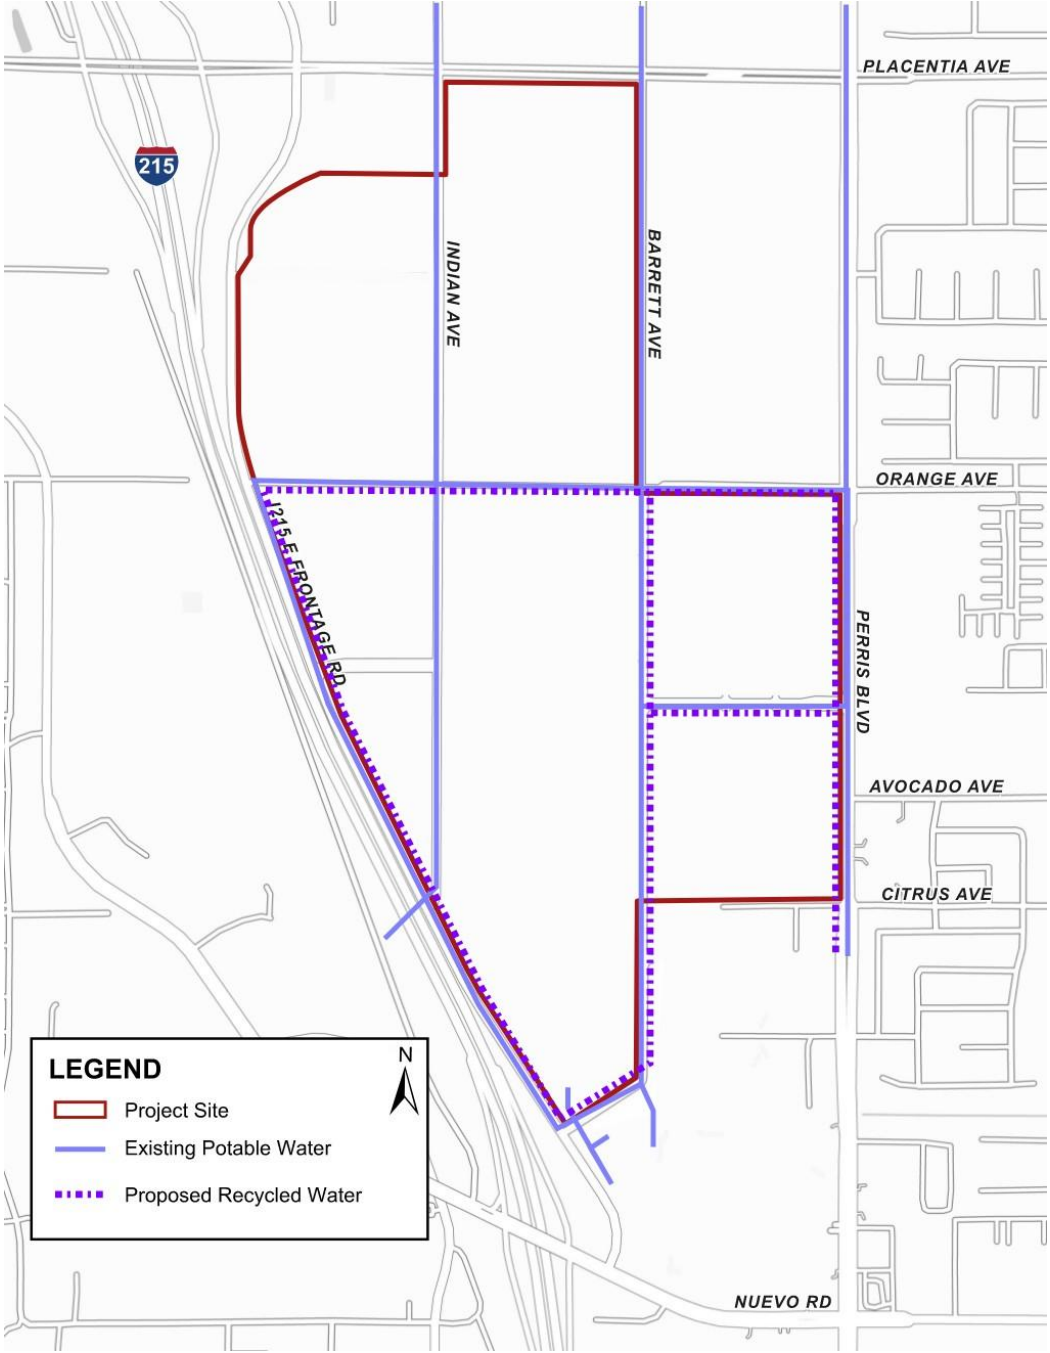 PLACENTIA AVE
215
INDIAN AVE
BARRETT AVE
ORANGE AVE
I215 E FRONTAGE RD
PERRIS BLVD
AVOCADO AVE
CITRUS AVE
LEGEND
N
Project Site
Existing Potable Water
Proposed Recycled Water
NUEVO RD